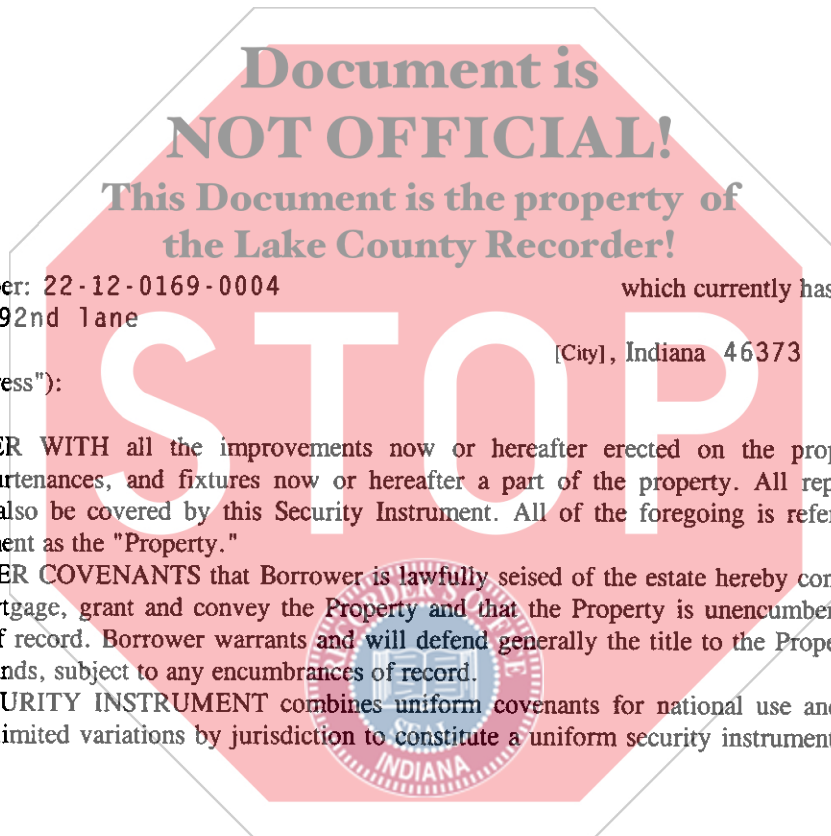 Document is
NOT OFFICIAL!
This Document is the property of
the Lake County Recorder!
er: 22-12-0169-0004 which currently has
92nd lane
[City], Indiana 46373
ess"):
STOP
ER WITH all the improvements now or hereafter erected on the prop
urtenances, and fixtures now or hereafter a part of the property. All rep
also be covered by this Security Instrument. All of the foregoing is refer
ent as the "Property."
ER COVENANTS that Borrower is lawfully seised of the estate hereby con
rtgage, grant and convey the Property and that the Property is unencumber
f record. Borrower warrants and will defend generally the title to the Prope
nds, subject to any encumbrances of record.
URITY INSTRUMENT combines uniform covenants for national use and
imited variations by jurisdiction to constitute a uniform security instrument
RECORDER'S OFFICE
SEAL
INDIANA